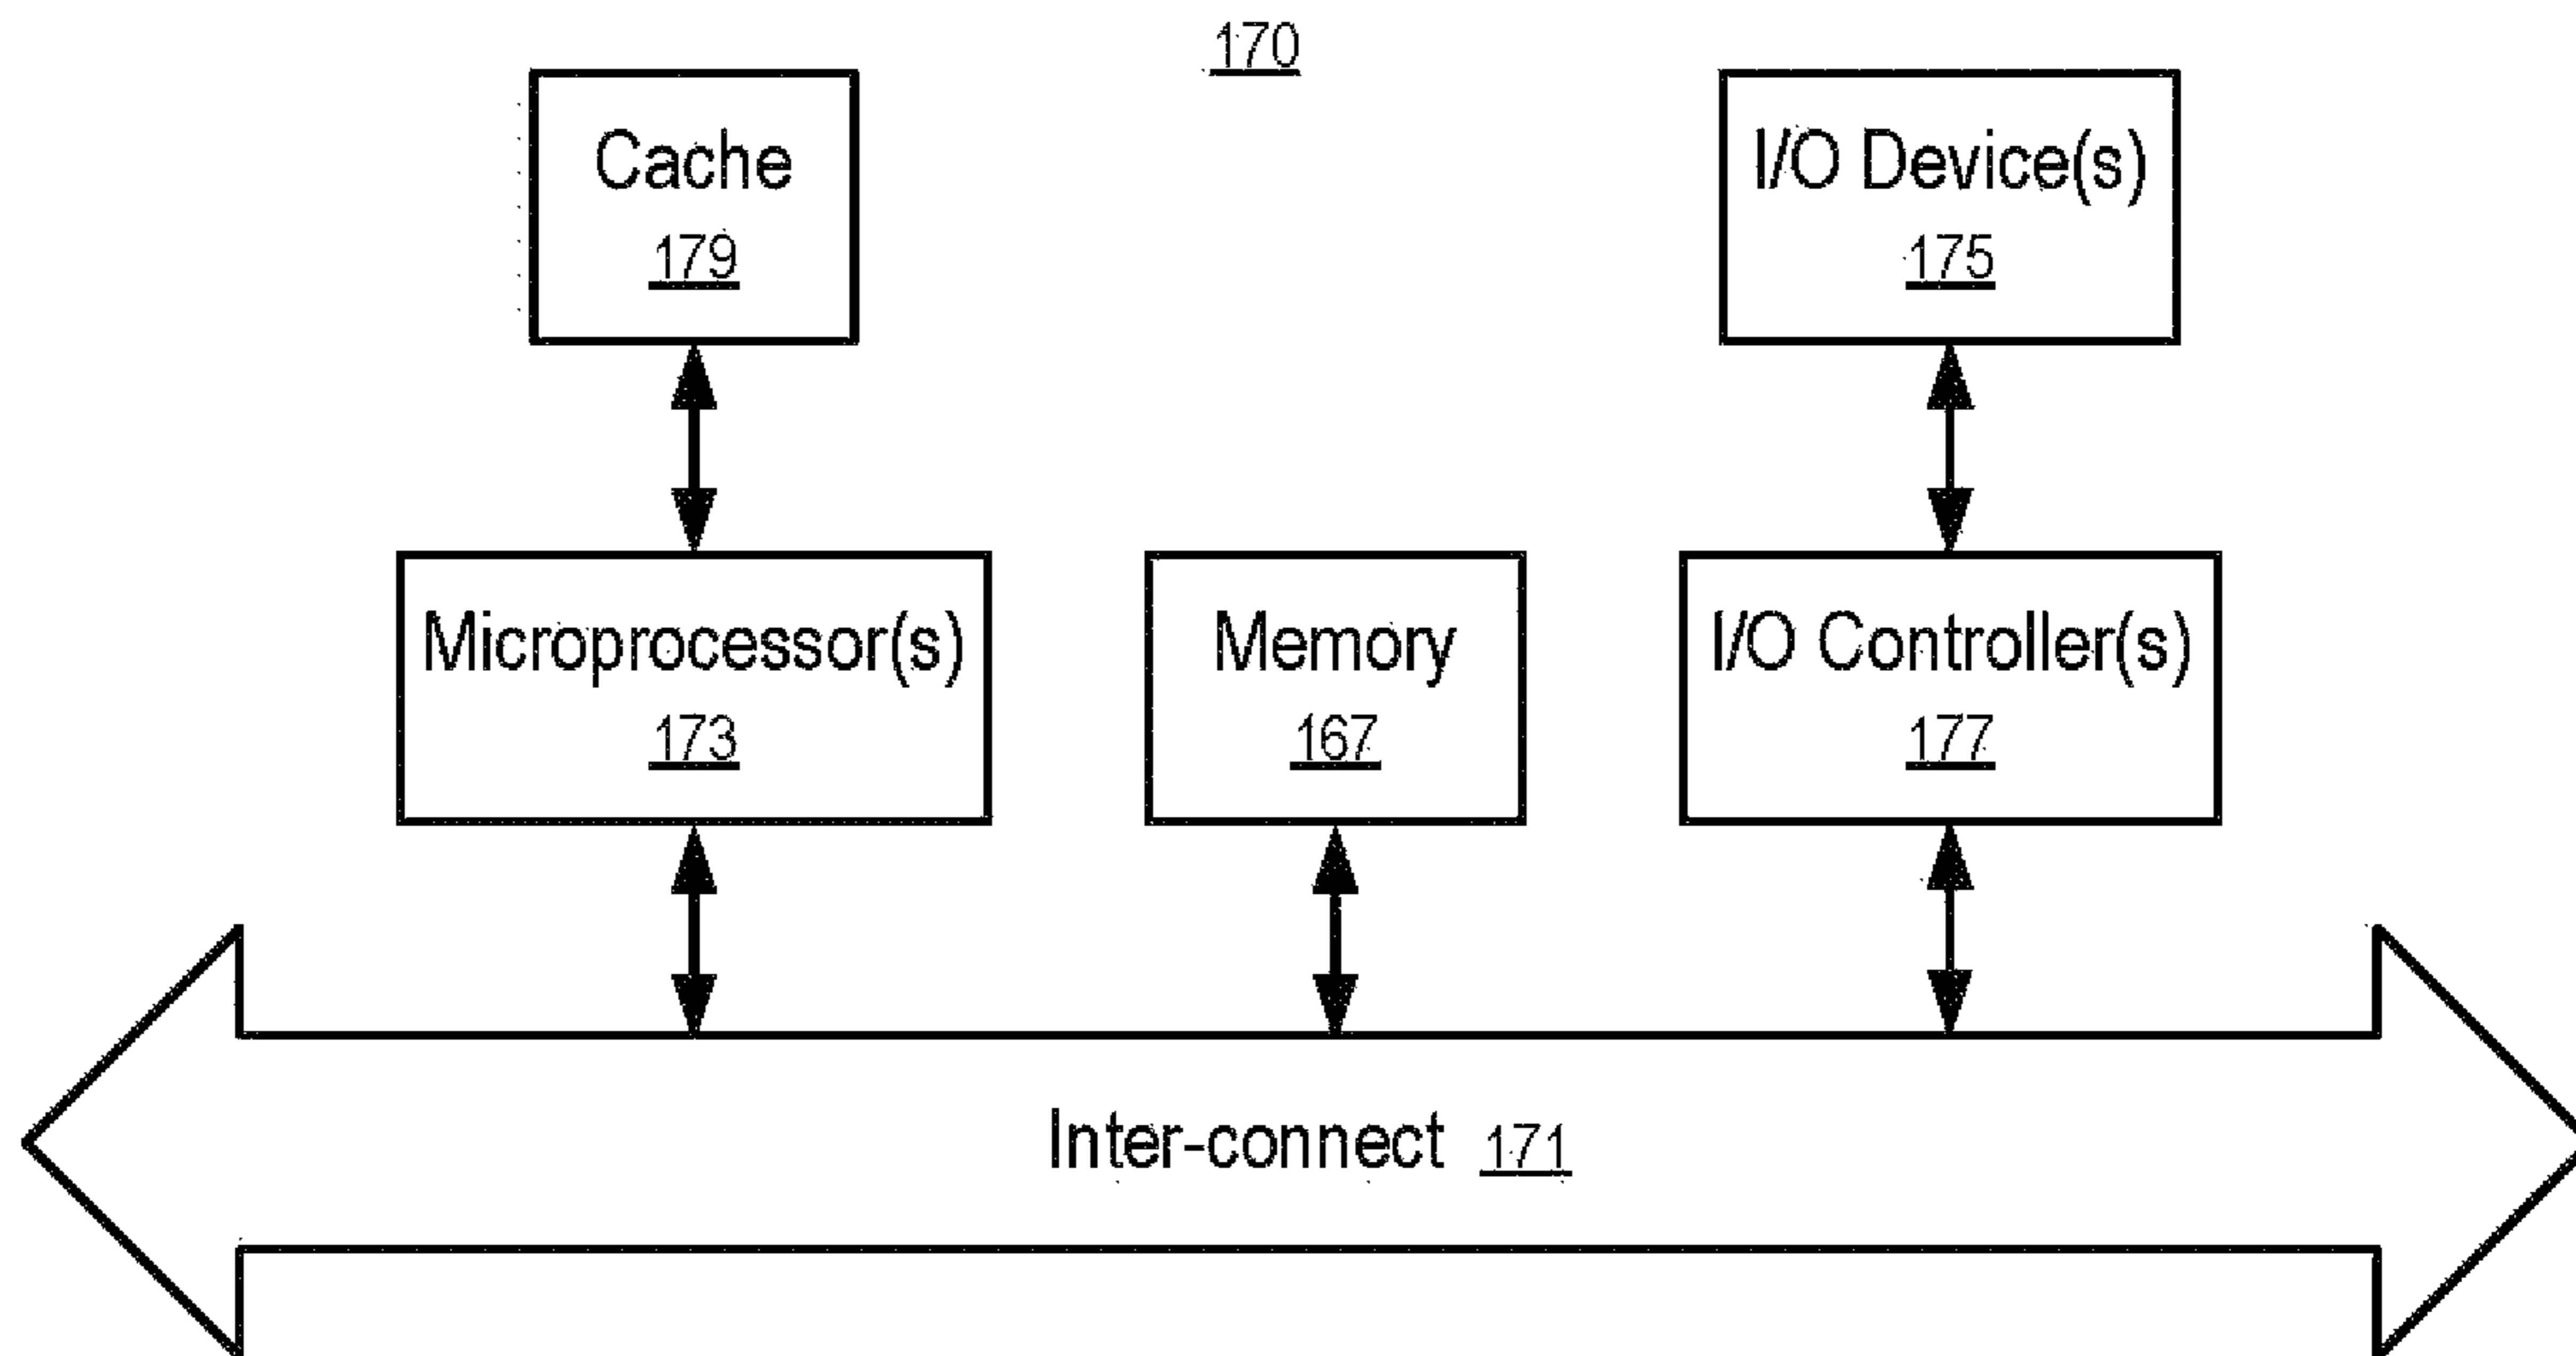 170
Cache
179
I/O Device(s)
175
Microprocessor(s)
173
Memory
167
I/O Controller(s)
177
Inter-connect 171